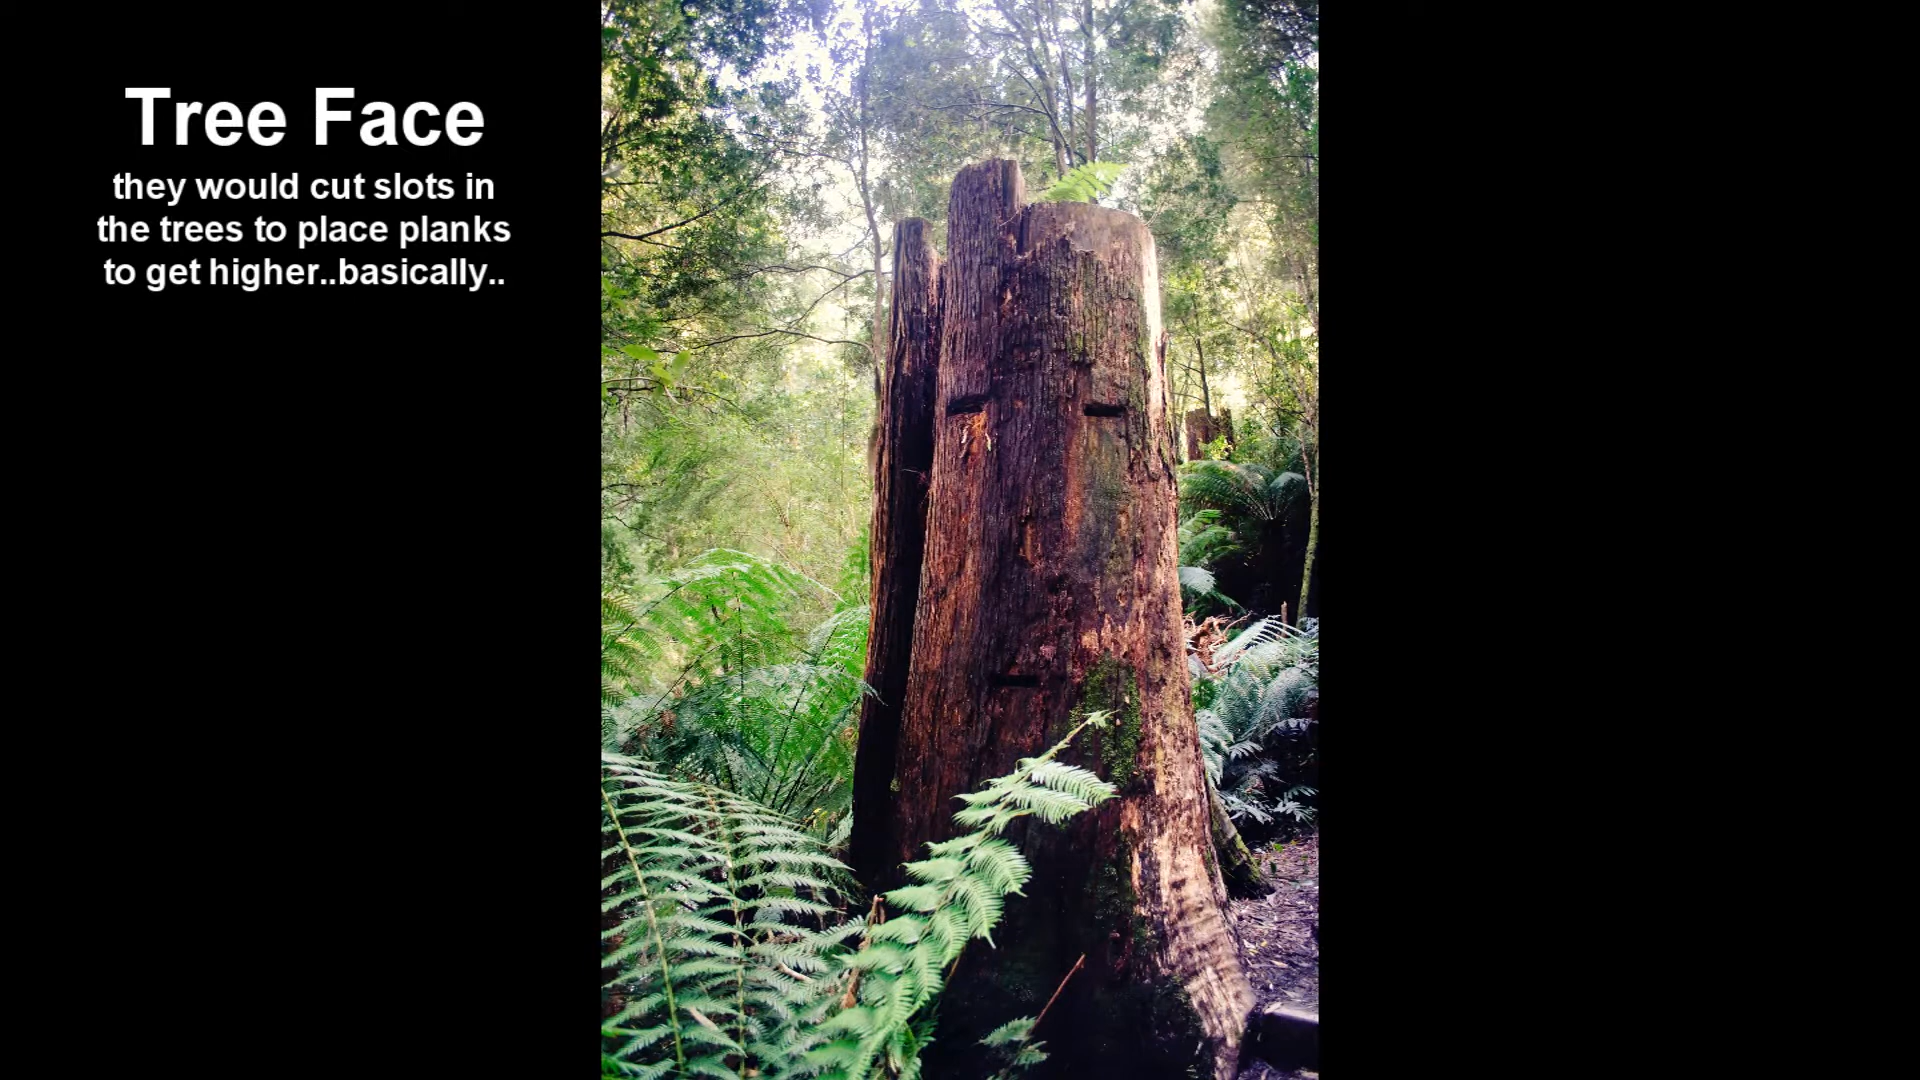 Tree Face
they would cut slots in
the trees to place planks
to get higher..basically..